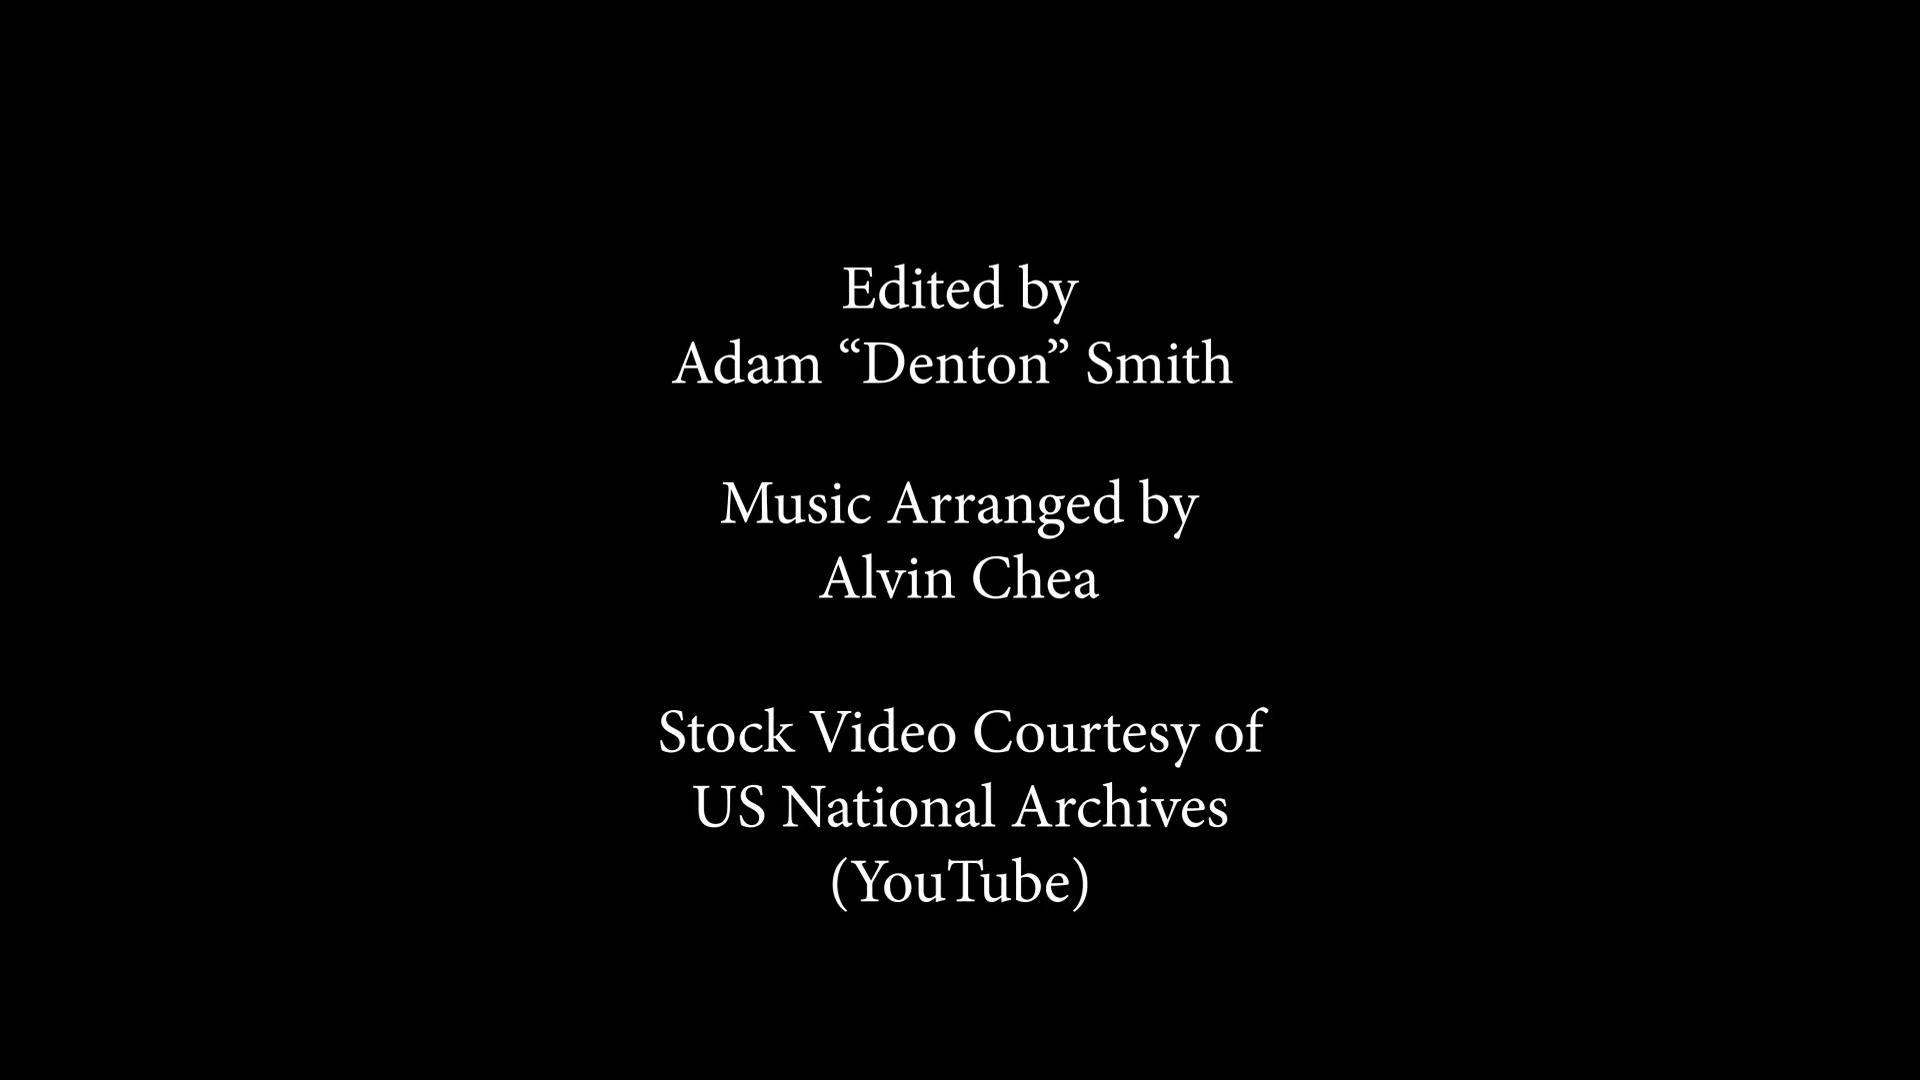 Edited by
Adam “Denton” Smith
Music Arranged by
Alvin Chea
Stock Video Courtesy of
US National Archives
(YouTube)